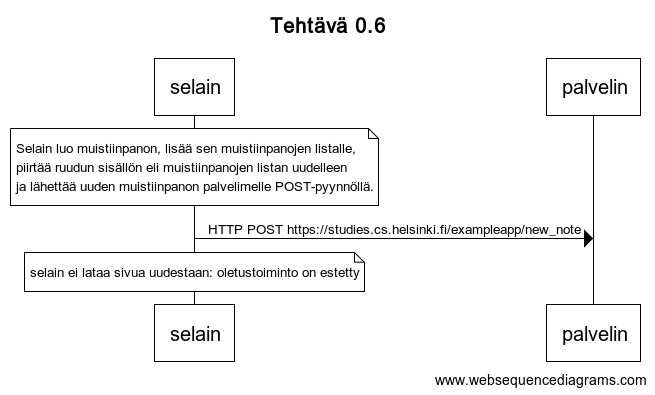 Tehtävä 0.6
selain
palvelin
Selain luo muistiinpanon, lisää sen muistiinpanojen listalle,
piirtää ruudun sisällön eli muistiinpanojen listan uudelleen
ja lähettää uuden muistiinpanon palvelimelle POST-pyynnöllä.
HTTP POST https://studies.cs.helsinki.fi/exampleapp/new_note
selain ei lataa sivua uudestaan: oletustoiminto on estetty
selain
palvelin
www.websequencediagrams.com